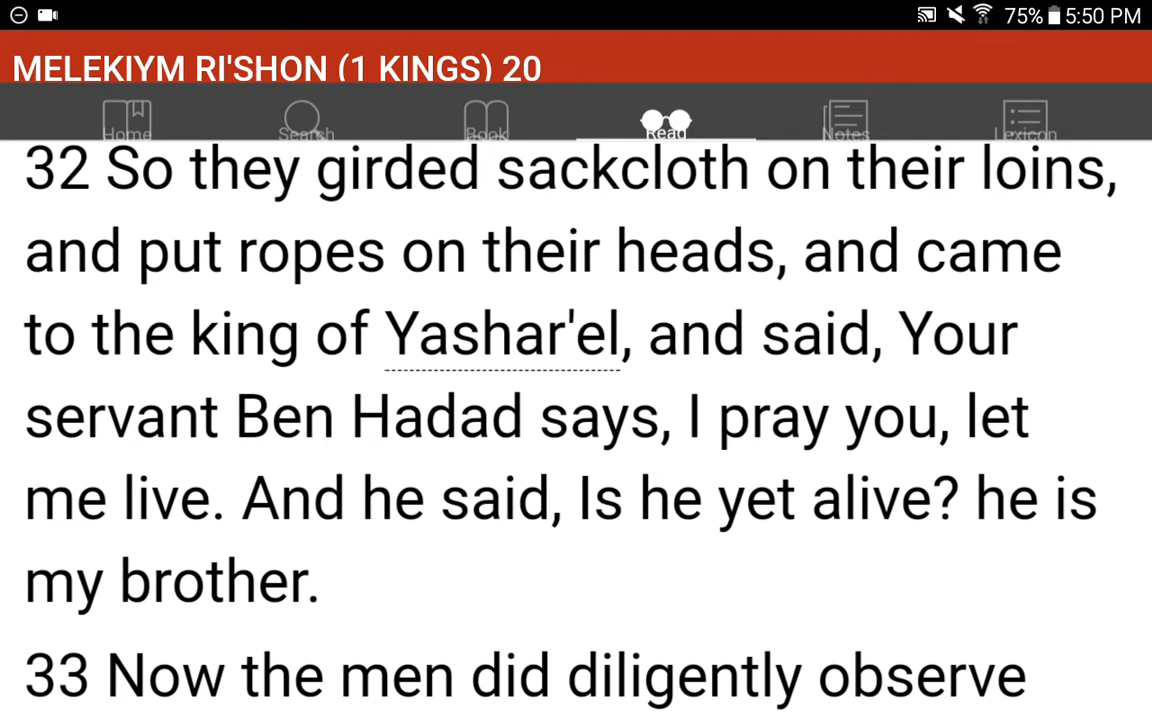 75% 5:50 PM
MELEKIYM RI'SHON (1 KINGS) 20
Home Search Book Read Notes Lexicon
32 So they girded sackcloth on their loins,
and put ropes on their heads, and came
to the king of Yashar'el, and said, Your
servant Ben Hadad says, I pray you, let
me live. And he said, Is he yet alive? he is
my brother.
33 Now the men did diligently observe